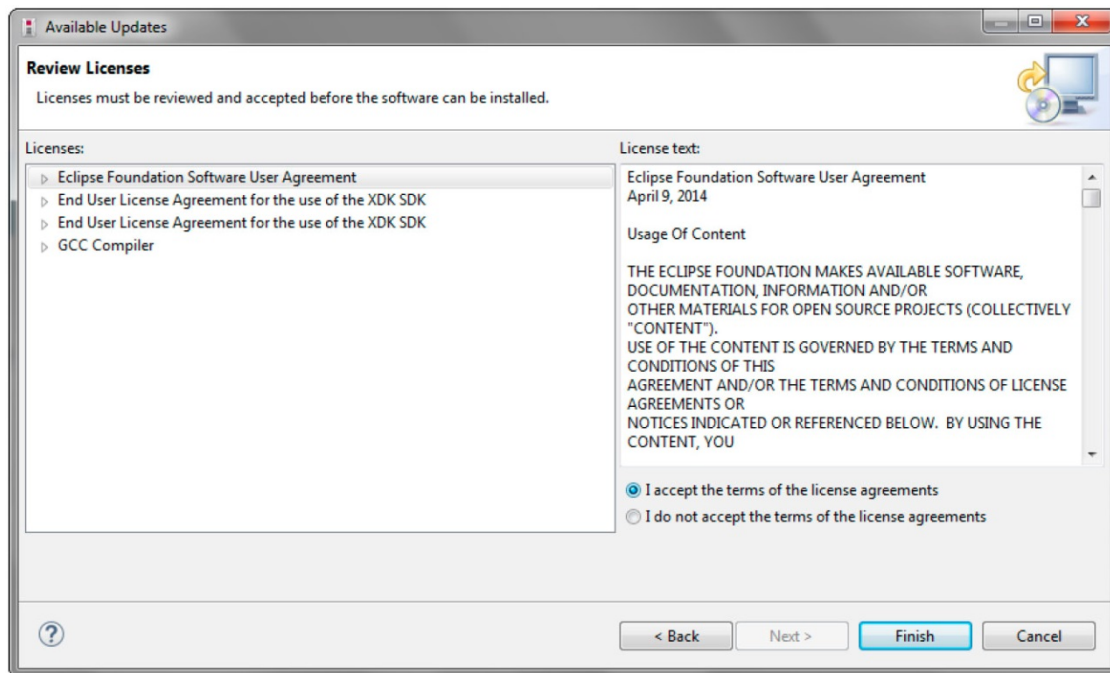 Available Updates
Review Licenses
Licenses must be reviewed and accepted before the software can be installed.
Licenses:
Eclipse Foundation Software User Agreement
End User License Agreement for the use of the XDK SDK
End User License Agreement for the use of the XDK SDK
GCC Compiler
License text:
Eclipse Foundation Software User Agreement
April 9, 2014
Usage Of Content
THE ECLIPSE FOUNDATION MAKES AVAILABLE SOFTWARE,
DOCUMENTATION, INFORMATION AND/OR
OTHER MATERIALS FOR OPEN SOURCE PROJECTS (COLLECTIVELY
"CONTENT").
USE OF THE CONTENT IS GOVERNED BY THE TERMS AND
CONDITIONS OF THIS
AGREEMENT AND/OR THE TERMS AND CONDITIONS OF LICENSE
AGREEMENTS OR
NOTICES INDICATED OR REFERENCED BELOW.  BY USING THE
CONTENT, YOU
I accept the terms of the license agreements
I do not accept the terms of the license agreements
?
< Back
Next >
Finish
Cancel